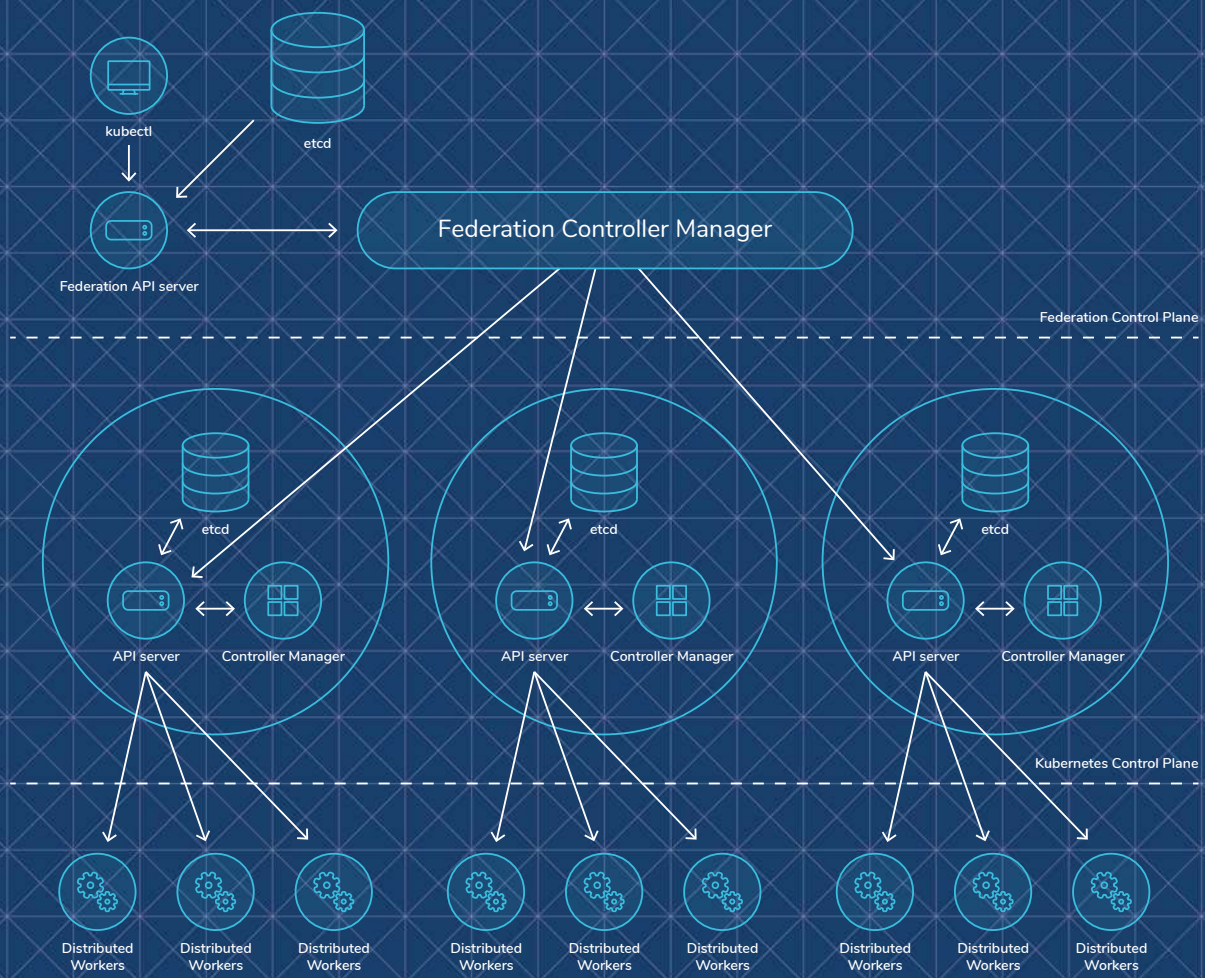 kubectl
etcd
Federation Controller Manager
Federation API server
Federation Control Plane
etcd
etcd
etcd
API server
Controller Manager
API server
Controller Manager
API server
Controller Manager
Kubernetes Control Plane
Distributed
Workers
Distributed
Workers
Distributed
Workers
Distributed
Workers
Distributed
Workers
Distributed
Workers
Distributed
Workers
Distributed
Workers
Distributed
Workers